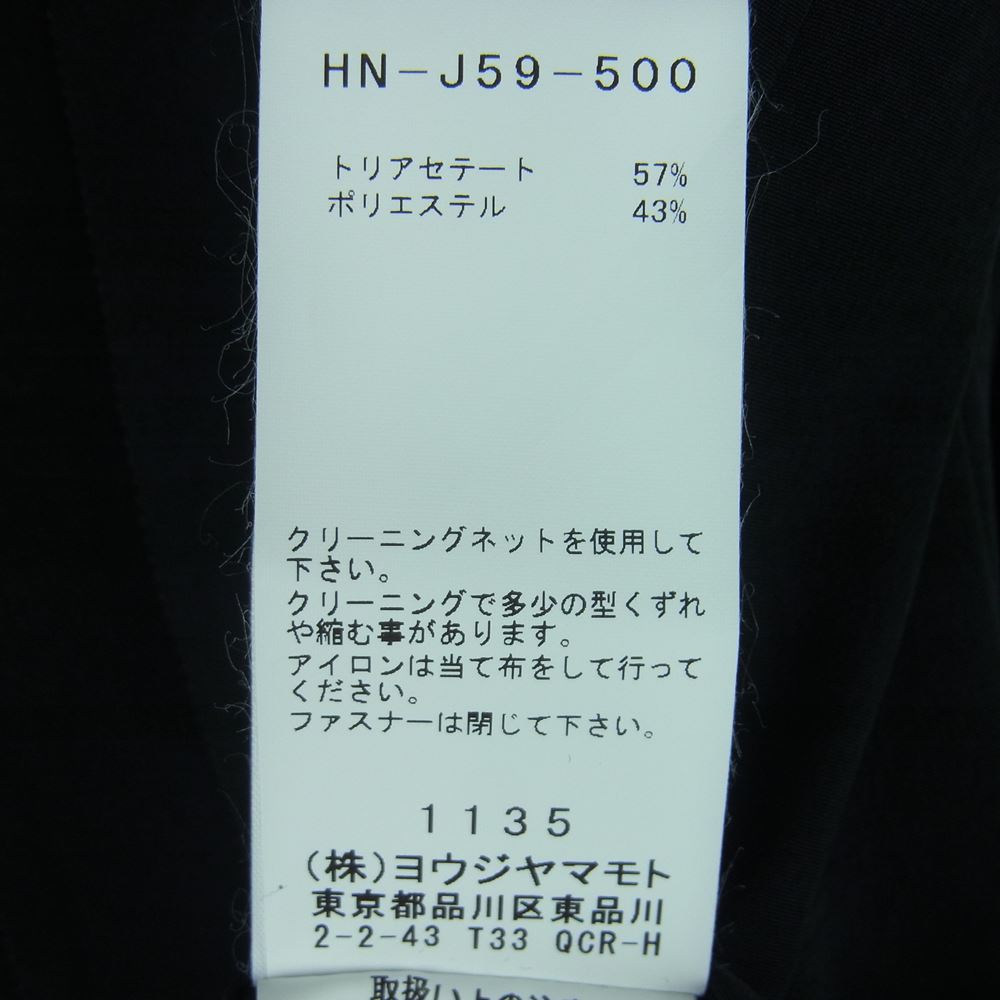 HN-J59-500
トリアセテート 57%
ポリエステル 43%
クリーニングネットを使用して
下さい。
クリーニングで多少の型くずれ
や縮む事があります。
アイロンは当て布をして行って
ください。
ファスナーは閉じて下さい。
1135
(株)ヨウジヤマモト
東京都品川区東品川
2-2-43 T33 QCR-H
取扱い上の